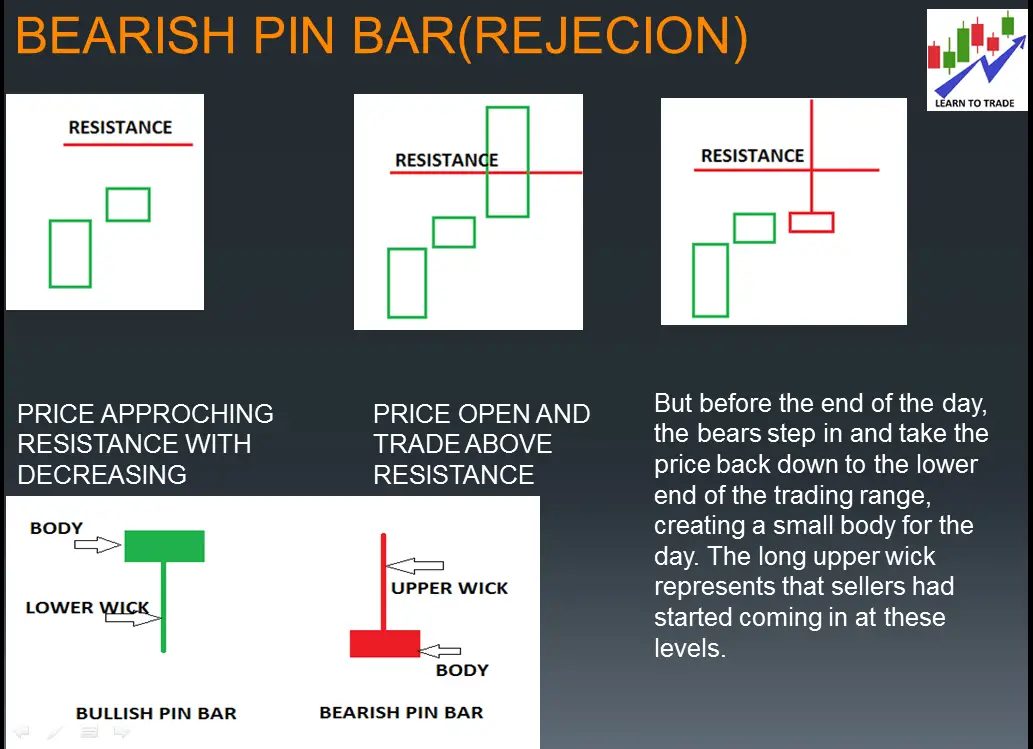 BEARISH PIN BAR(REJECION)
LEARN TO TRADE
RESISTANCE
RESISTANCE
RESISTANCE
PRICE APPROCHING
RESISTANCE WITH
DECREASING
PRICE OPEN AND
TRADE ABOVE
RESISTANCE
But before the end of the day,
the bears step in and take the
price back down to the lower
end of the trading range,
creating a small body for the
day. The long upper wick
represents that sellers had
started coming in at these
levels.
BODY
LOWER WICK
BULLISH PIN BAR
UPPER WICK
BODY
BEARISH PIN BAR